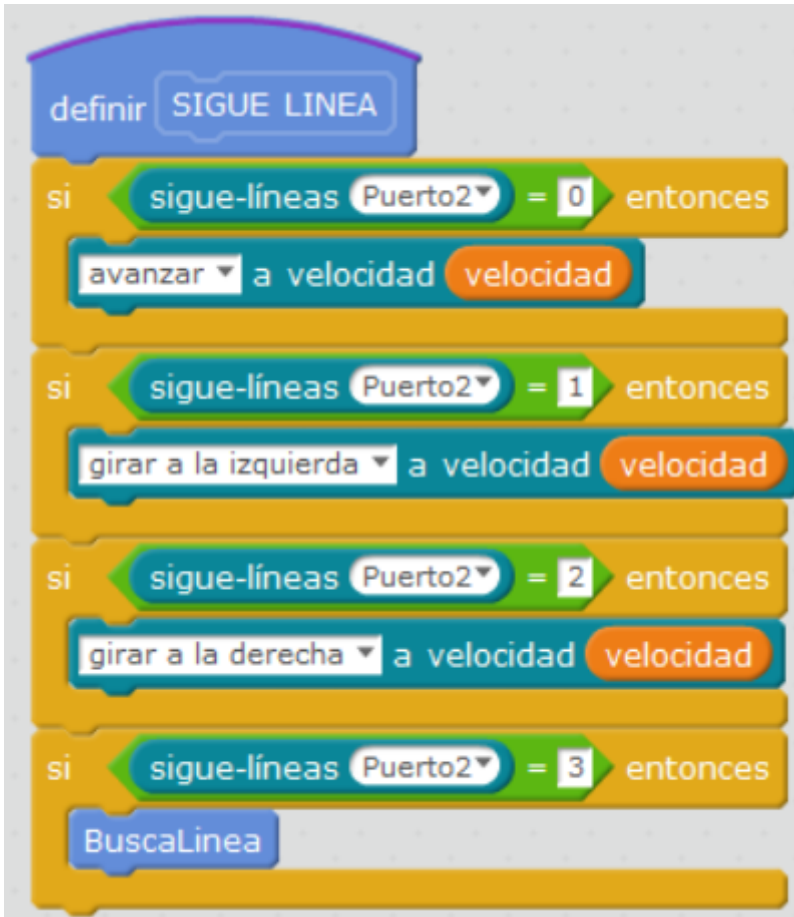 definir SIGUE LINEA
si sigue-líneas Puerto2 = 0 entonces
avanzar a velocidad velocidad
si sigue-líneas Puerto2 = 1 entonces
girar a la izquierda a velocidad velocidad
si sigue-líneas Puerto2 = 2 entonces
girar a la derecha a velocidad velocidad
si sigue-líneas Puerto2 = 3 entonces
BuscaLinea